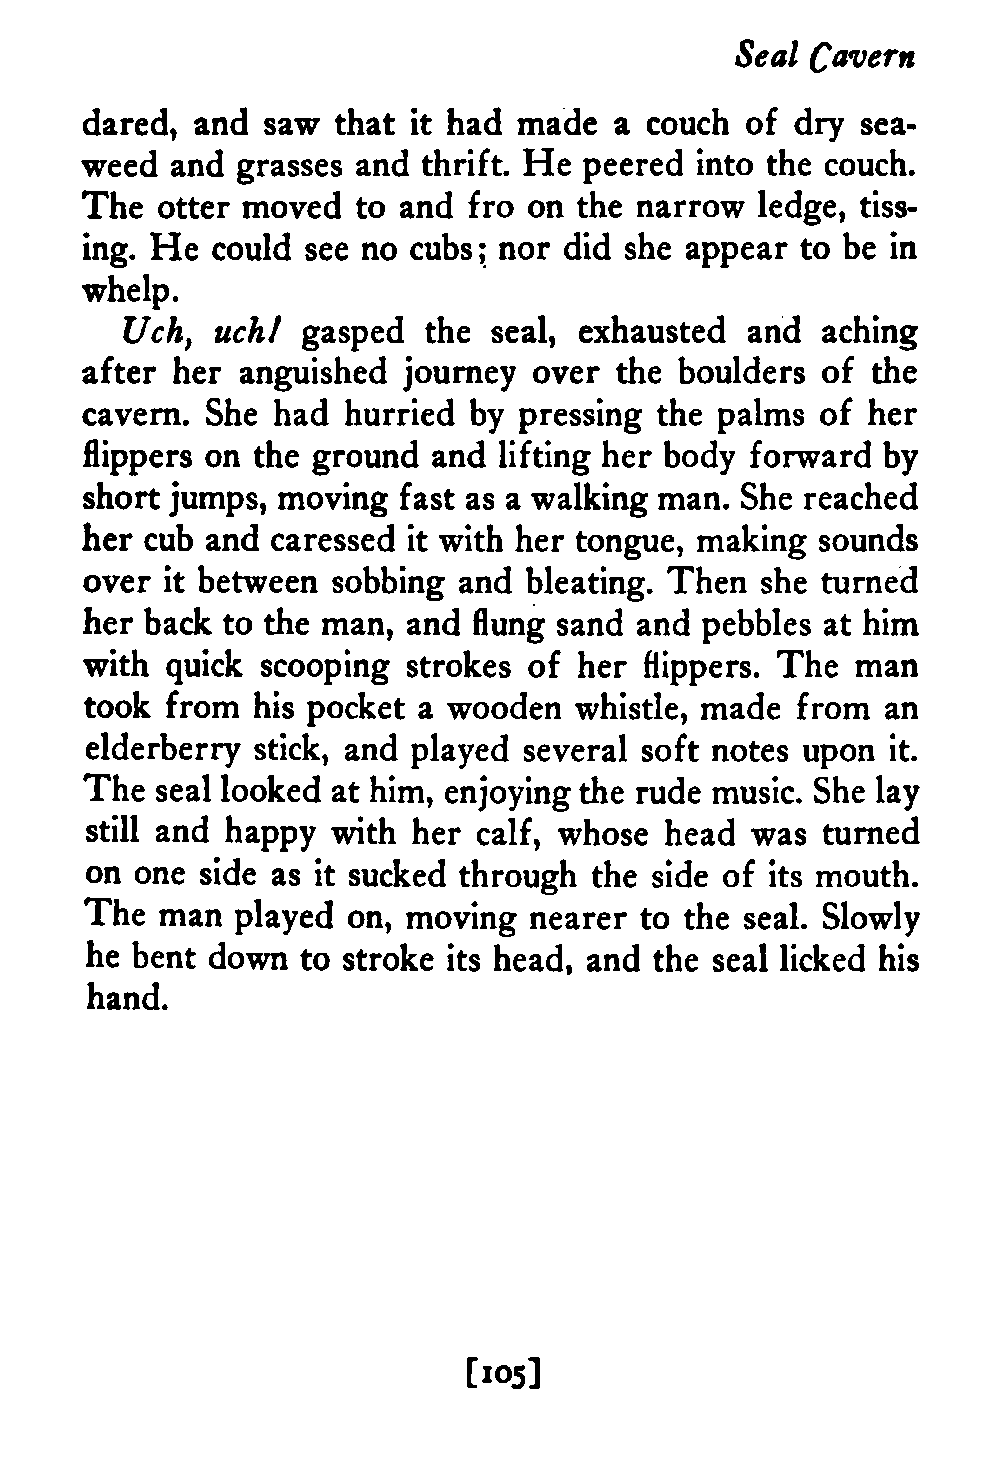 Seal Cavern
dared, and saw that it had made a couch of dry sea-
weed and grasses and thrift. He peered into the couch.
The otter moved to and fro on the narrow ledge, tiss-
ing. He could see no cubs; nor did she appear to be in
whelp.
Uch, uch! gasped the seal, exhausted and aching
after her anguished journey over the boulders of the
cavern. She had hurried by pressing the palms of her
flippers on the ground and lifting her body forward by
short jumps, moving fast as a walking man. She reached
her cub and caressed it with her tongue, making sounds
over it between sobbing and bleating. Then she turned
her back to the man, and flung sand and pebbles at him
with quick scooping strokes of her flippers. The man
took from his pocket a wooden whistle, made from an
elderberry stick, and played several soft notes upon it.
The seal looked at him, enjoying the rude music. She lay
still and happy with her calf, whose head was turned
on one side as it sucked through the side of its mouth.
The man played on, moving nearer to the seal. Slowly
he bent down to stroke its head, and the seal licked his
hand.
[105]